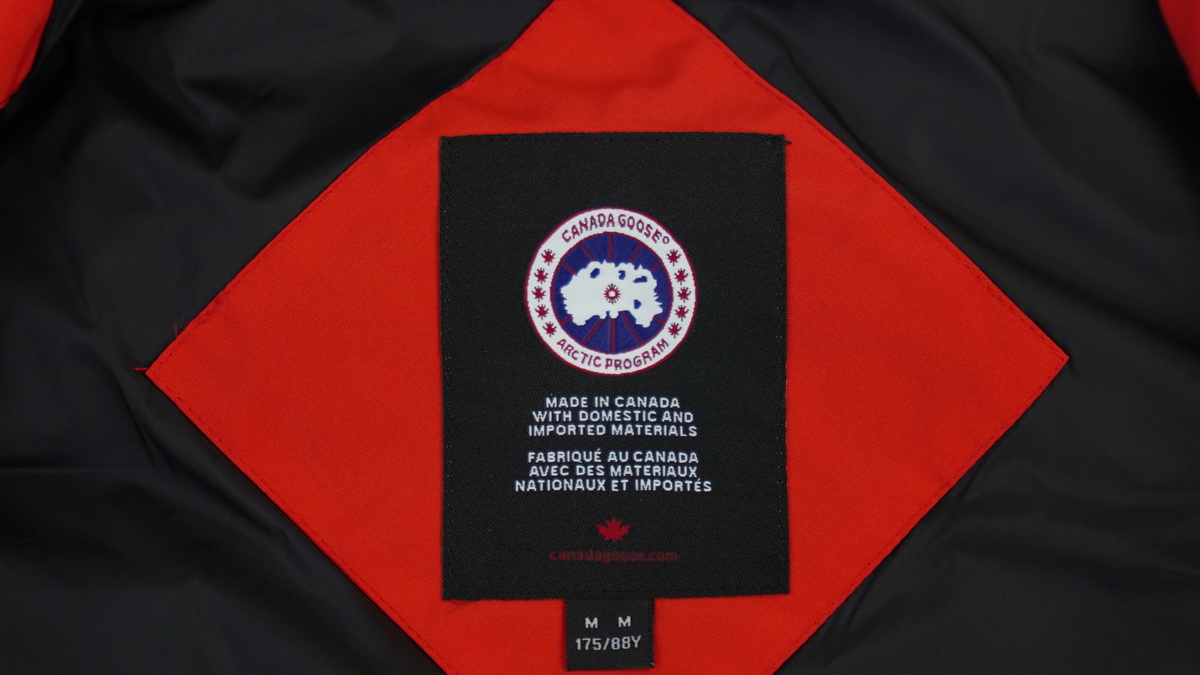 CANADA GOOSE®
ARCTIC PROGRAM
MADE IN CANADA
WITH DOMESTIC AND
IMPORTED MATERIALS
FABRIQUÉ AU CANADA
AVEC DES MATERIAUX
NATIONAUX ET IMPORTÉS
canadagoose.com
M M
175/88Y